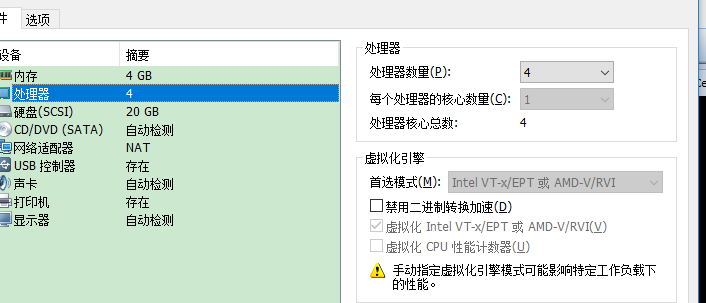 件 选项
设备 摘要
内存 4 GB
处理器 4
硬盘(SCSI) 20 GB
CD/DVD (SATA) 自动检测
网络适配器 NAT
USB 控制器 存在
声卡 自动检测
打印机 存在
显示器 自动检测
处理器
处理器数量(P): 4
每个处理器的核心数量(C): 1
处理器核心总数: 4
虚拟化引擎
首选模式(M): Intel VT-x/EPT 或 AMD-V/RVI
禁用二进制转换加速(D)
虚拟化 Intel VT-x/EPT 或 AMD-V/RVI(V)
虚拟化 CPU 性能计数器(U)
手动指定虚拟化引擎模式可能影响特定工作负载下
的性能。
Ce